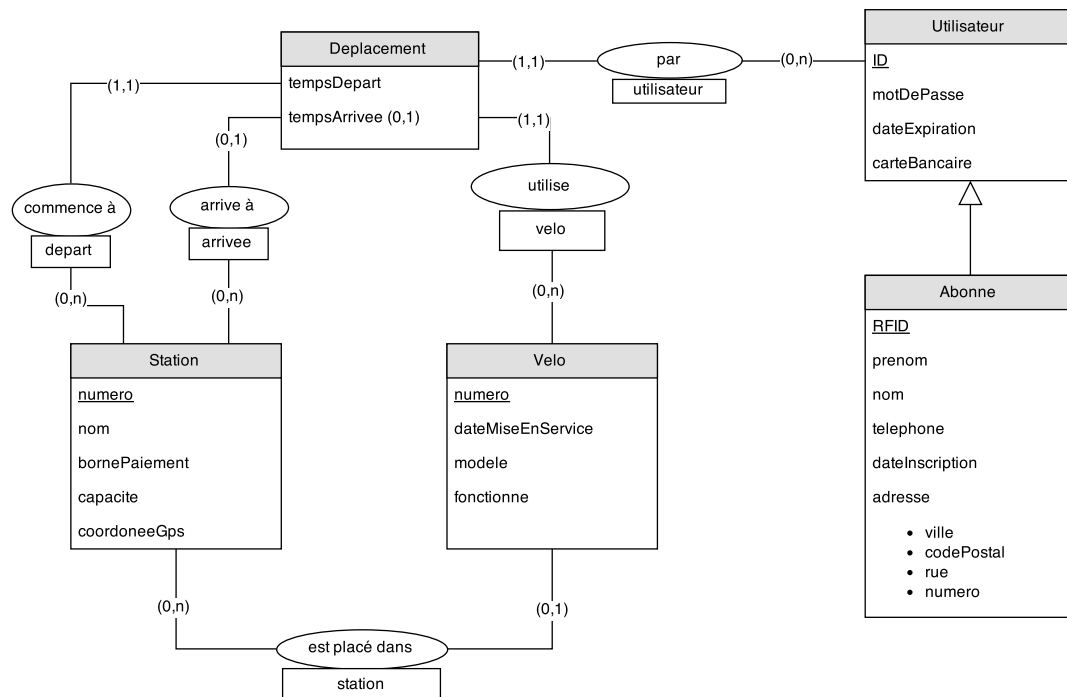 Deplacement
tempsDepart
tempsArrivee (0,1)
(1,1)
par
utilisateur
(0,n)
Utilisateur
ID
motDePasse
dateExpiration
carteBancaire
(1,1)
(0,1)
(1,1)
commence à
depart
arrive à
arrivee
utilise
velo
(0,n)
(0,n)
(0,n)
Station
numero
nom
bornePaiement
capacite
coordoneeGps
Velo
numero
dateMiseEnService
modele
fonctionne
Abonne
RFID
prenom
nom
telephone
dateInscription
adresse
• ville
• codePostal
• rue
• numero
(0,n)
(0,1)
est placé dans
station